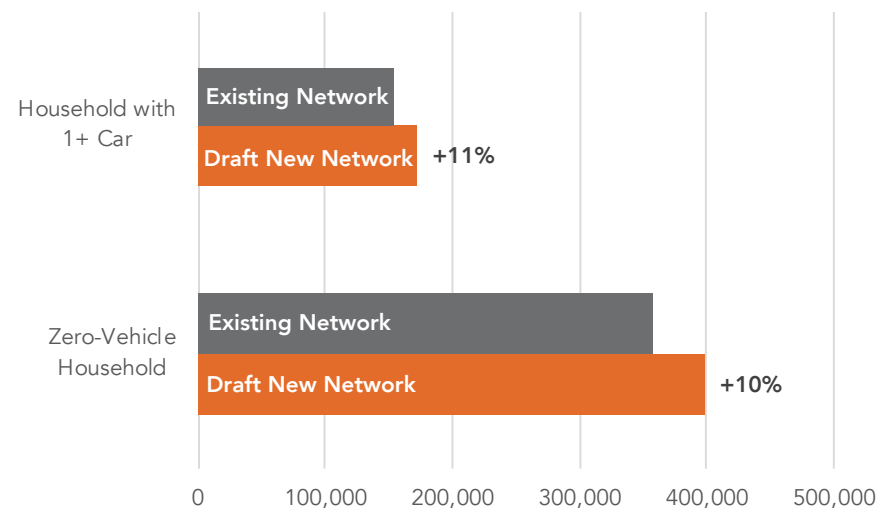 Household with
1+ Car
Existing Network
Draft New Network
+11%
Zero-Vehicle
Household
Existing Network
Draft New Network
+10%
0
100,000
200,000
300,000
400,000
500,000